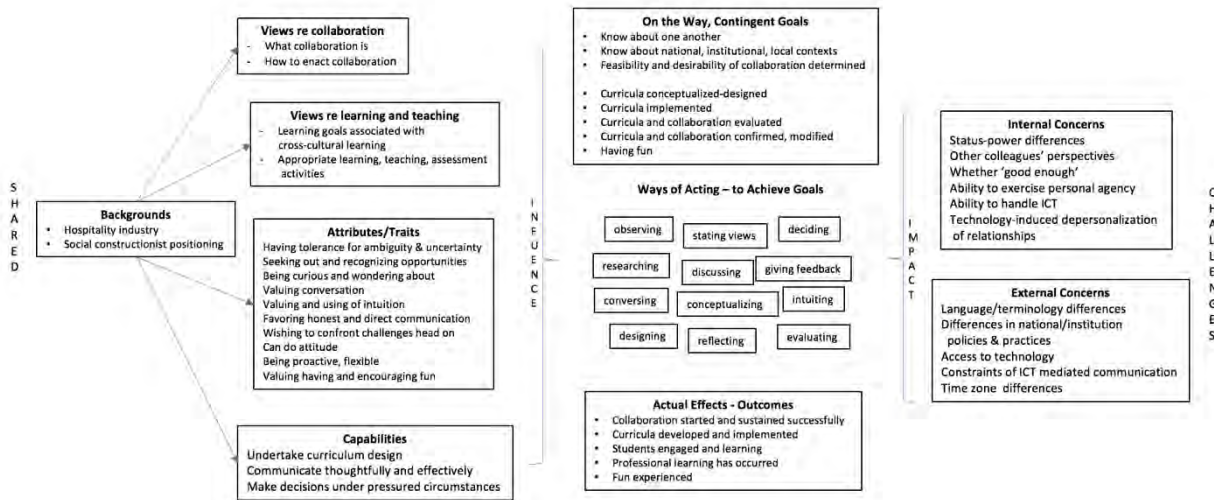 SHARED
Backgrounds
• Hospitality industry
• Social constructionist positioning
Views re collaboration
- What collaboration is
- How to enact collaboration
Views re learning and teaching
- Learning goals associated with
cross-cultural learning
- Appropriate learning, teaching, assessment
activities
Attributes/Traits
Having tolerance for ambiguity & uncertainty
Seeking out and recognizing opportunities
Being curious and wondering about
Valuing conversation
Valuing and using of intuition
Favoring honest and direct communication
Wishing to confront challenges head on
Can do attitude
Being proactive, flexible
Valuing having and encouraging fun
Capabilities
Undertake curriculum design
Communicate thoughtfully and effectively
Make decisions under pressured circumstances
INFUENCE
On the Way, Contingent Goals
• Know about one another
• Know about national, institutional, local contexts
• Feasibility and desirability of collaboration determined
• Curricula conceptualized-designed
• Curricula implemented
• Curricula and collaboration evaluated
• Curricula and collaboration confirmed, modified
• Having fun
Ways of Acting – to Achieve Goals
observing
stating views
deciding
researching
discussing
giving feedback
conversing
conceptualizing
intuiting
designing
reflecting
evaluating
Actual Effects - Outcomes
• Collaboration started and sustained successfully
• Curricula developed and implemented
• Students engaged and learning
• Professional learning has occurred
• Fun experienced
IMPACT
Internal Concerns
Status-power differences
Other colleagues' perspectives
Whether 'good enough'
Ability to exercise personal agency
Ability to handle ICT
Technology-induced depersonalization
of relationships
External Concerns
Language/terminology differences
Differences in national/institution
policies & practices
Access to technology
Constraints of ICT mediated communication
Time zone differences
CHALLENGES